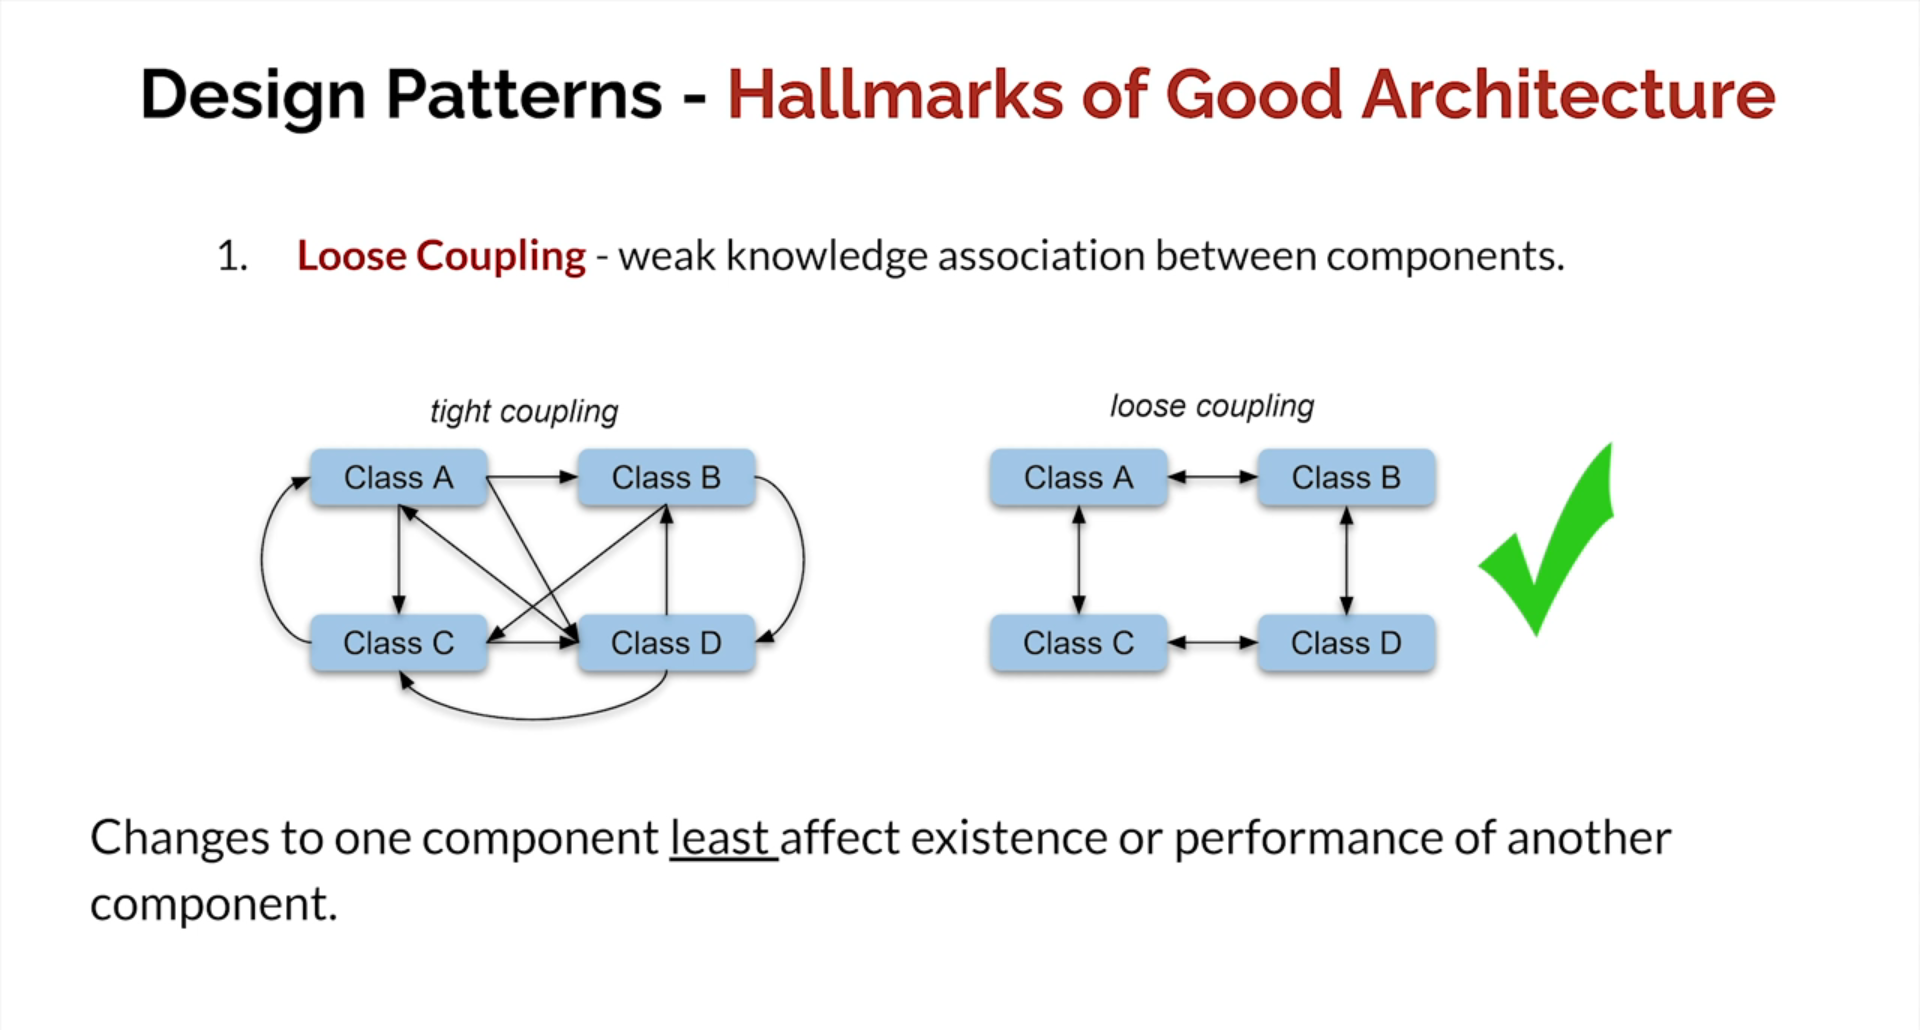 Design Patterns - Hallmarks of Good Architecture
1. Loose Coupling - weak knowledge association between components.
tight coupling
Class A
Class B
Class C
Class D
loose coupling
Class A
Class B
Class C
Class D
Changes to one component least affect existence or performance of another
component.